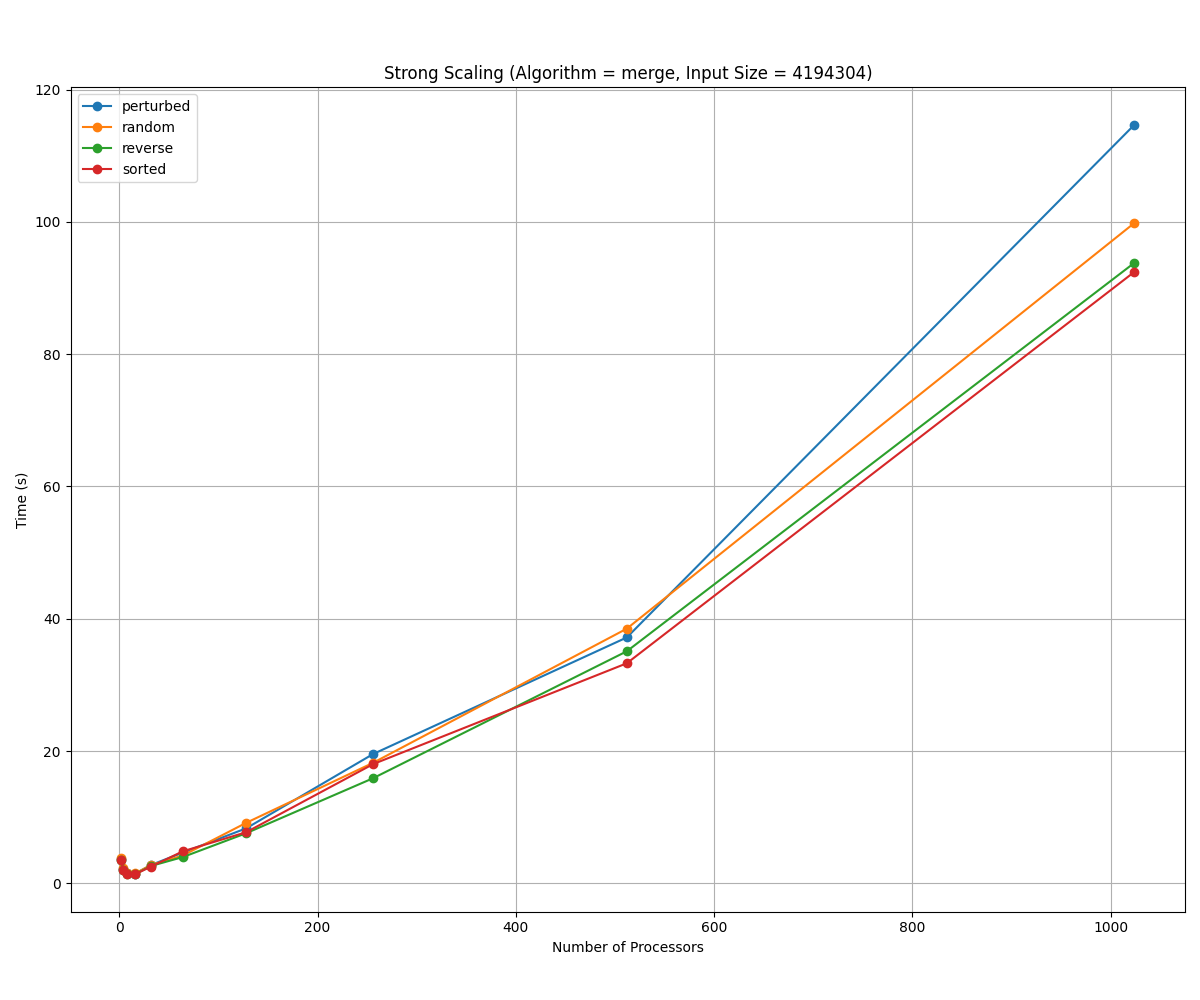 Strong Scaling (Algorithm = merge, Input Size = 4194304)
perturbed
random
reverse
sorted
120
100
80
60
40
20
0
Time (s)
0 200 400 600 800 1000
Number of Processors